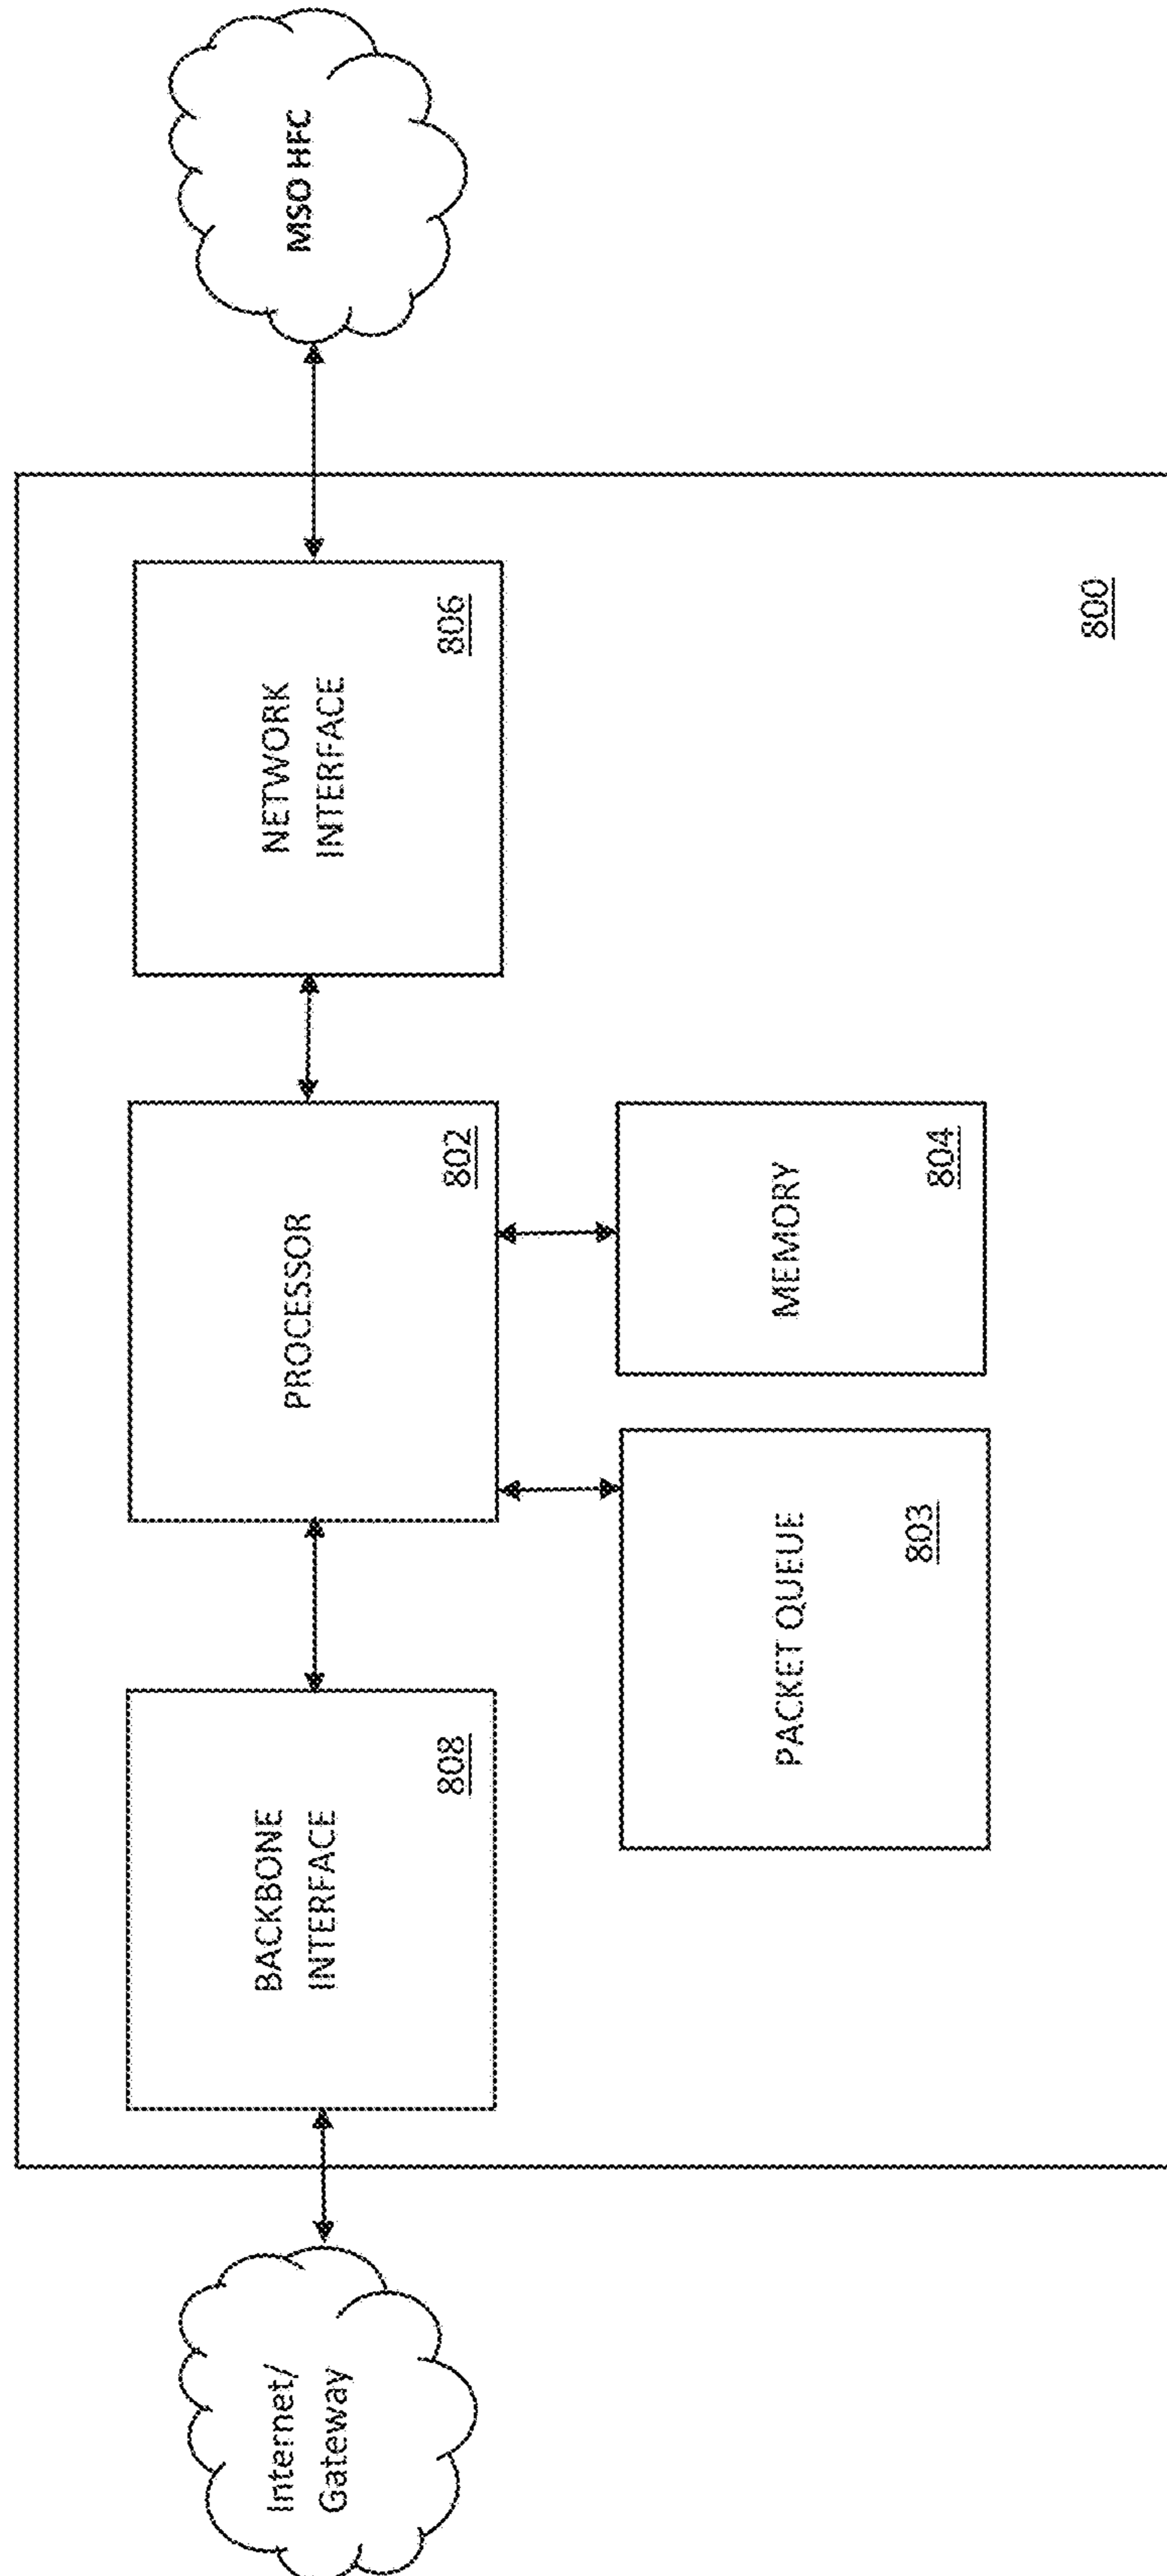 Internet/
Gateway
BACKBONE
INTERFACE
808
PROCESSOR
802
NETWORK
INTERFACE
806
MSO HFC
PACKET QUEUE
803
MEMORY
804
800